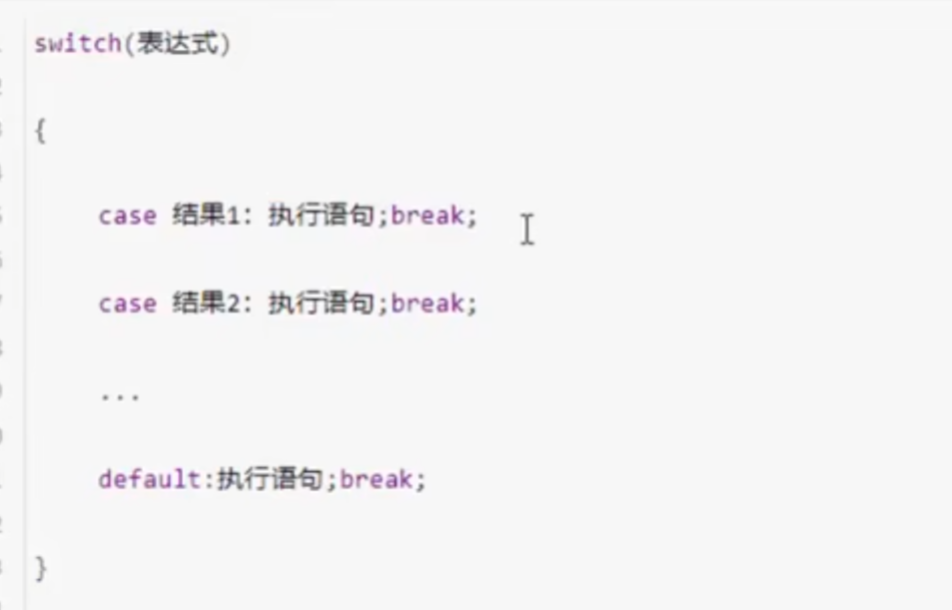 switch(表达式)
{
case 结果1: 执行语句;break;
case 结果2: 执行语句;break;
...
default:执行语句;break;
}